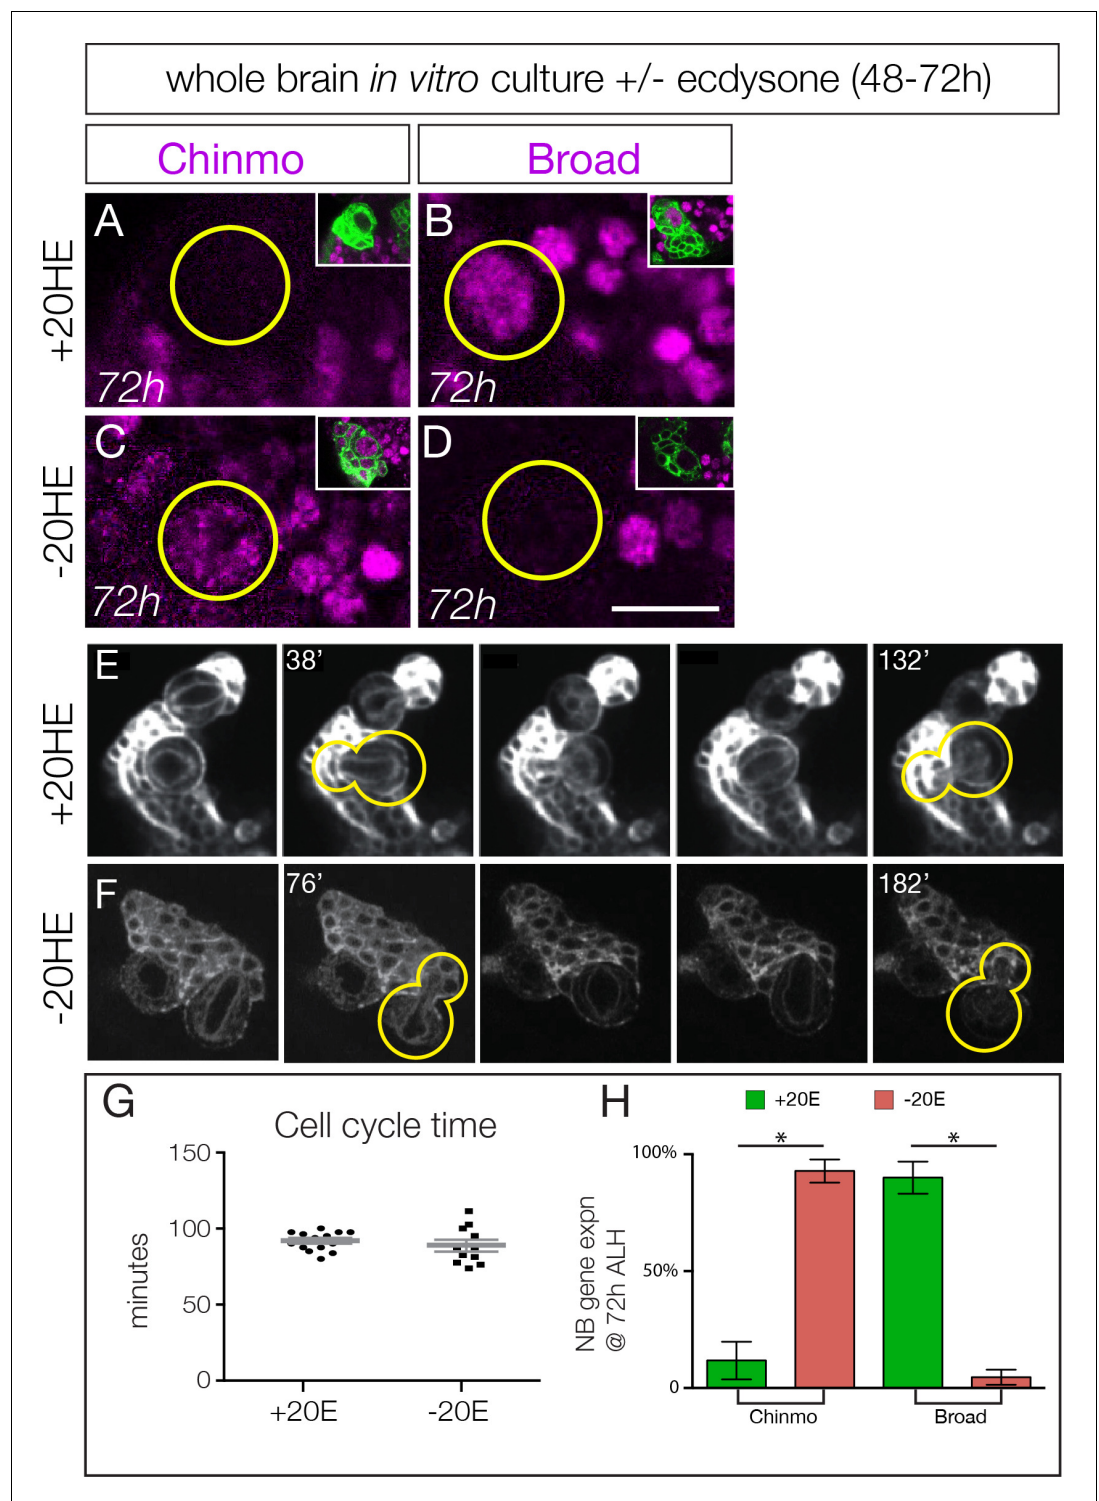 whole brain in vitro culture +/- ecdysone (48-72h)
Chinmo
Broad
+20HE
A
72h
B
72h
-20HE
C
72h
D
72h
+20HE
E
38’
132’
-20HE
F
76’
182’
G
Cell cycle time
minutes
150
100
50
0
+20E
-20E
H
+20E
-20E
NB gene expn
@ 72h ALH
100%
50%
0
*
*
Chinmo
Broad